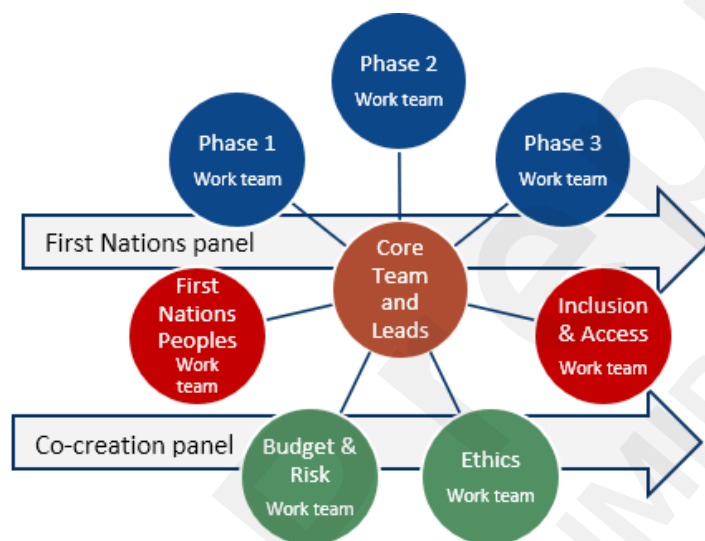 Phase 2
Work team
Phase 1
Work team
Phase 3
Work team
First Nations panel
Core
Team
and
Leads
First
Nations
Peoples
Work
team
Inclusion
& Access
Work team
Co-creation panel
Budget &
Risk
Work team
Ethics
Work team